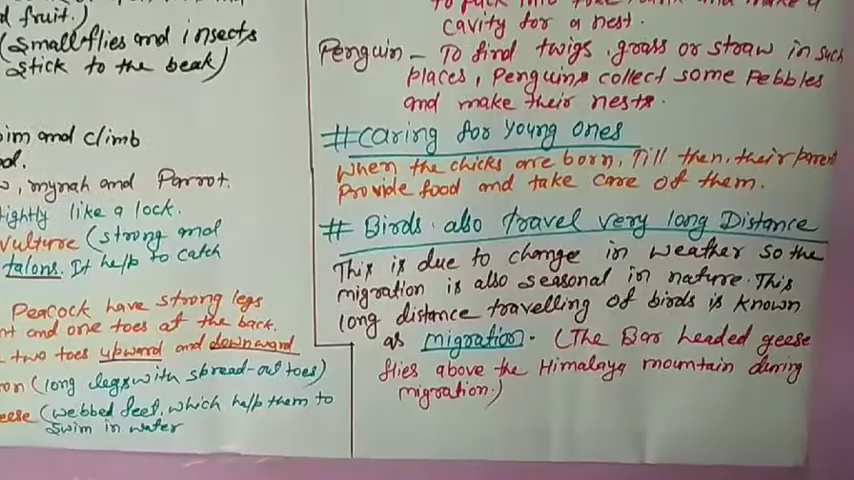 d fruit.)
(Small flies and insects
stick to the beak)
im and climb
, mynah and Parrot.
tightly like a lock.
vulture (strong and
talons. It help to catch
Peacock have strong legs
nt and one toes at the back.
two toes upward and downward
ron (long legs with spread-out toes)
eese (webbed feet, which help them to
swim in water
cavity for a nest.
Penguin - To find twigs, grass or straw in such
places, Penguins collect some Pebbles
and make their nests.
# Caring for young ones
When the chicks are born, Till then, their parent
Provide food and take care of them.
# Birds also travel very long Distance
This is due to change in weather so the
migration is also seasonal in nature. This
long distance travelling of birds is known
as migration. (The Bar headed geese
flies above the Himalaya mountain during
migration.)